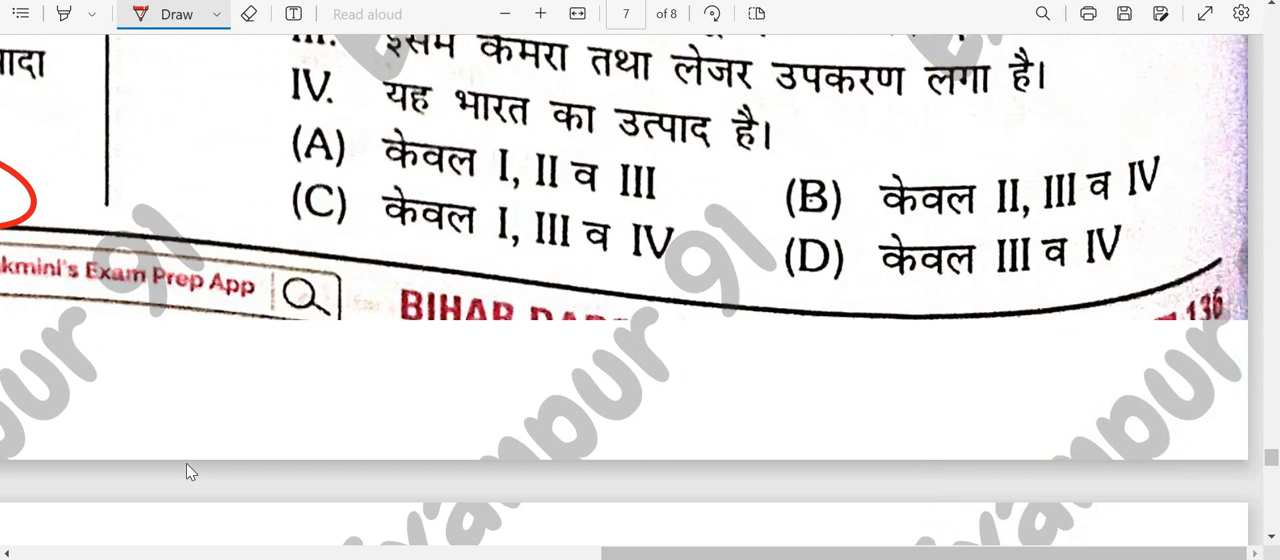 Draw
Read aloud
7 of 8
III. इसमें कैमरा तथा लेजर उपकरण लगा है।
IV. यह भारत का उत्पाद है।
(A) केवल I, II व III
(B) केवल II, III व IV
(C) केवल I, III व IV
(D) केवल III व IV
Exam Prep App
BIHAR
136